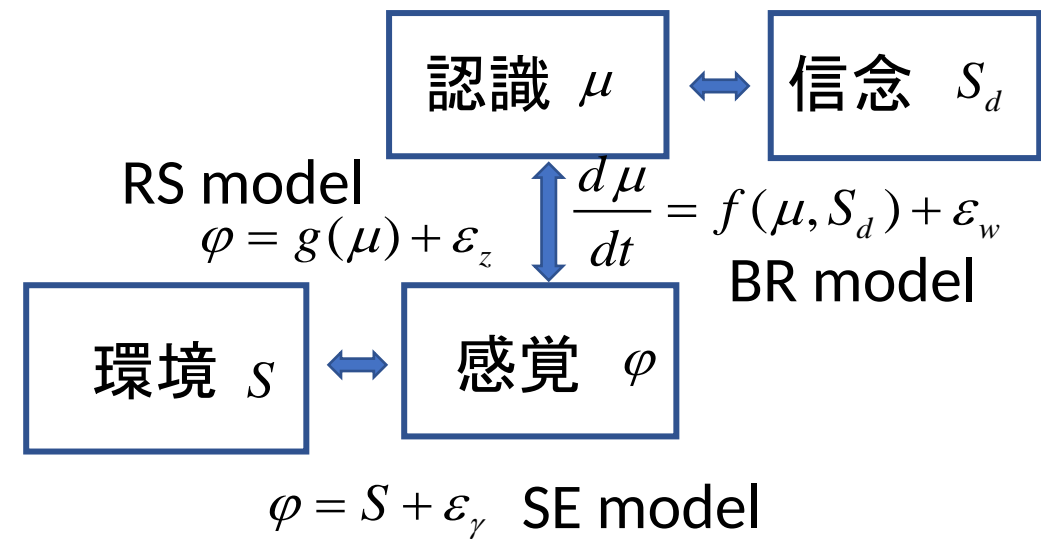 認識 μ
信念 S_d
RS model
φ = g(μ) + ε_z
dμ/dt = f(μ, S_d) + ε_w
BR model
環境 S
感覚 φ
φ = S + ε_γ SE model